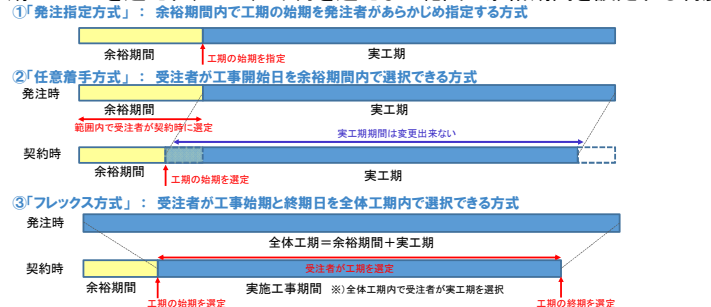 ①「発注指定方式」： 余裕期間内で工期の始期を発注者があらかじめ指定する方式
余裕期間
工期の始期を指定
実工期
②「任意着手方式」： 受注者が工事開始日を余裕期間内で選択できる方式
発注時
余裕期間
実工期
範囲内で受注者が契約時に選定
実工期期間は変更出来ない
契約時
余裕期間
工期の始期を選定
実工期
③「フレックス方式」： 受注者が工事始期と終期日を全体工期内で選択できる方式
発注時
全体工期＝余裕期間＋実工期
契約時
受注者が工期を選定
余裕期間
実施工事期間 ※）全体工期内で受注者が実工期を選択
工期の始期を選定
工期の終期を選定